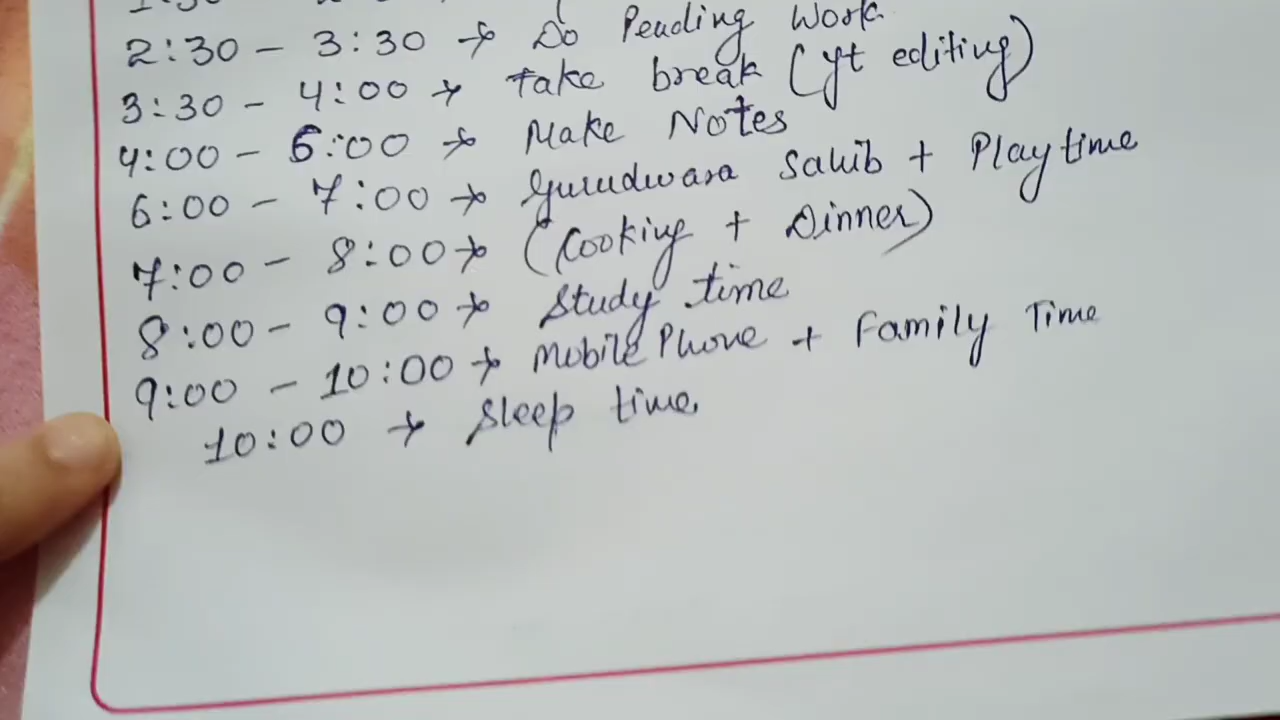 2:30 - 3:30 → Do Pending Work
3:30 - 4:00 → Take break (yt editing)
4:00 - 6:00 → Make Notes
6:00 - 7:00 → Gurudwara Sahib + Playtime
7:00 - 8:00 → (Cooking + Dinner)
8:00 - 9:00 → Study time
9:00 - 10:00 → Mobile Phone + Family Time
10:00 → Sleep time